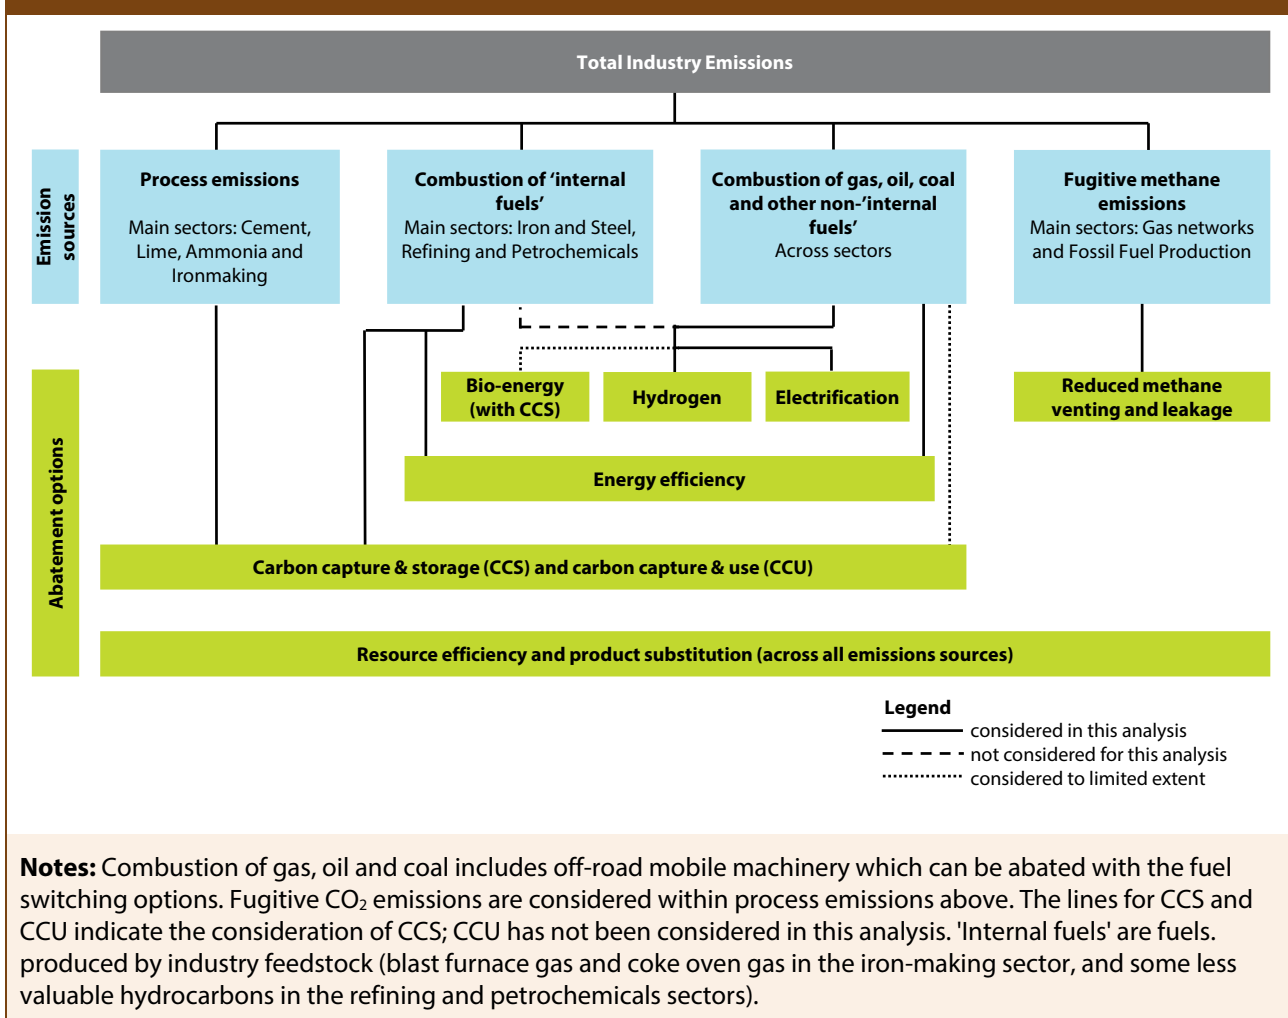 Total Industry Emissions
Emission
sources
Process emissions
Main sectors: Cement,
Lime, Ammonia and
Ironmaking
Combustion of ‘internal
fuels’
Main sectors: Iron and Steel,
Refining and Petrochemicals
Combustion of gas, oil, coal
and other non-’internal
fuels’
Across sectors
Fugitive methane
emissions
Main sectors: Gas networks
and Fossil Fuel Production
Abatement options
Bio-energy
(with CCS)
Hydrogen
Electrification
Reduced methane
venting and leakage
Energy efficiency
Carbon capture & storage (CCS) and carbon capture & use (CCU)
Resource efficiency and product substitution (across all emissions sources)
Legend
considered in this analysis
not considered for this analysis
considered to limited extent
Notes: Combustion of gas, oil and coal includes off-road mobile machinery which can be abated with the fuel
switching options. Fugitive CO₂ emissions are considered within process emissions above. The lines for CCS and
CCU indicate the consideration of CCS; CCU has not been considered in this analysis. 'Internal fuels' are fuels.
produced by industry feedstock (blast furnace gas and coke oven gas in the iron-making sector, and some less
valuable hydrocarbons in the refining and petrochemicals sectors).